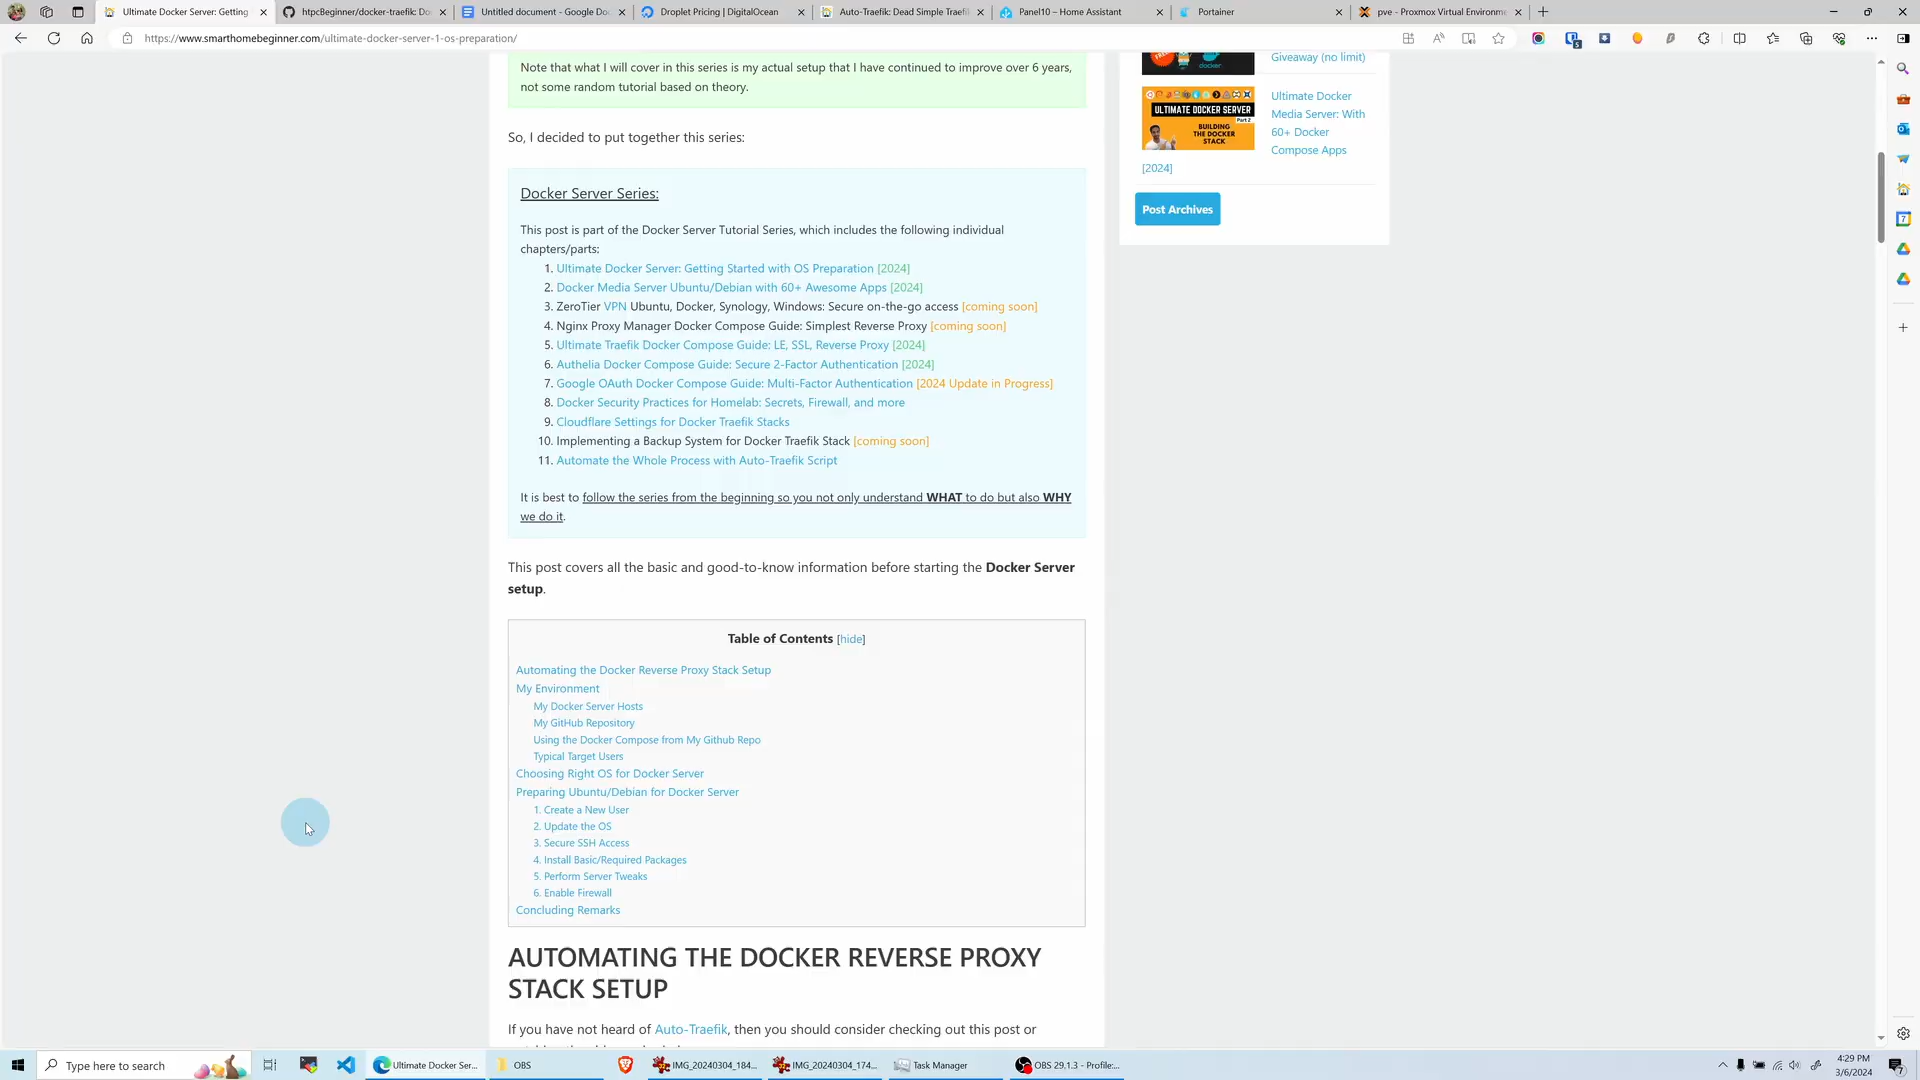 Ultimate Docker Server: Getting
htpcBeginner/docker-traefik: Do
Untitled document - Google Do
Droplet Pricing | DigitalOcean
Auto-Traefik: Dead Simple Traefi
Panel10 – Home Assistant
Portainer
pve - Proxmox Virtual Environm
https://www.smarthomebeginner.com/ultimate-docker-server-1-os-preparation/
Note that what I will cover in this series is my actual setup that I have continued to improve over 6 years,
not some random tutorial based on theory.
So, I decided to put together this series:
Docker Server Series:
This post is part of the Docker Server Tutorial Series, which includes the following individual
chapters/parts:
1. Ultimate Docker Server: Getting Started with OS Preparation [2024]
2. Docker Media Server Ubuntu/Debian with 60+ Awesome Apps [2024]
3. ZeroTier VPN Ubuntu, Docker, Synology, Windows: Secure on-the-go access [coming soon]
4. Nginx Proxy Manager Docker Compose Guide: Simplest Reverse Proxy [coming soon]
5. Ultimate Traefik Docker Compose Guide: LE, SSL, Reverse Proxy [2024]
6. Authelia Docker Compose Guide: Secure 2-Factor Authentication [2024]
7. Google OAuth Docker Compose Guide: Multi-Factor Authentication [2024 Update in Progress]
8. Docker Security Practices for Homelab: Secrets, Firewall, and more
9. Cloudflare Settings for Docker Traefik Stacks
10. Implementing a Backup System for Docker Traefik Stack [coming soon]
11. Automate the Whole Process with Auto-Traefik Script
It is best to follow the series from the beginning so you not only understand WHAT to do but also WHY
we do it.
This post covers all the basic and good-to-know information before starting the Docker Server
setup.
Table of Contents [hide]
Automating the Docker Reverse Proxy Stack Setup
My Environment
My Docker Server Hosts
My GitHub Repository
Using the Docker Compose from My Github Repo
Typical Target Users
Choosing Right OS for Docker Server
Preparing Ubuntu/Debian for Docker Server
1. Create a New User
2. Update the OS
3. Secure SSH Access
4. Install Basic/Required Packages
5. Perform Server Tweaks
6. Enable Firewall
Concluding Remarks
AUTOMATING THE DOCKER REVERSE PROXY
STACK SETUP
If you have not heard of Auto-Traefik, then you should consider checking out this post or
docker
Giveaway (no limit)
ULTIMATE DOCKER SERVER
Part 2
BUILDING
THE DOCKER
STACK
Ultimate Docker
Media Server: With
60+ Docker
Compose Apps
[2024]
Post Archives
Type here to search
Ultimate Docker Ser...
OBS
IMG_20240304_184...
IMG_20240304_174...
Task Manager
OBS 29.1.3 - Profile:...
4:29 PM
3/6/2024